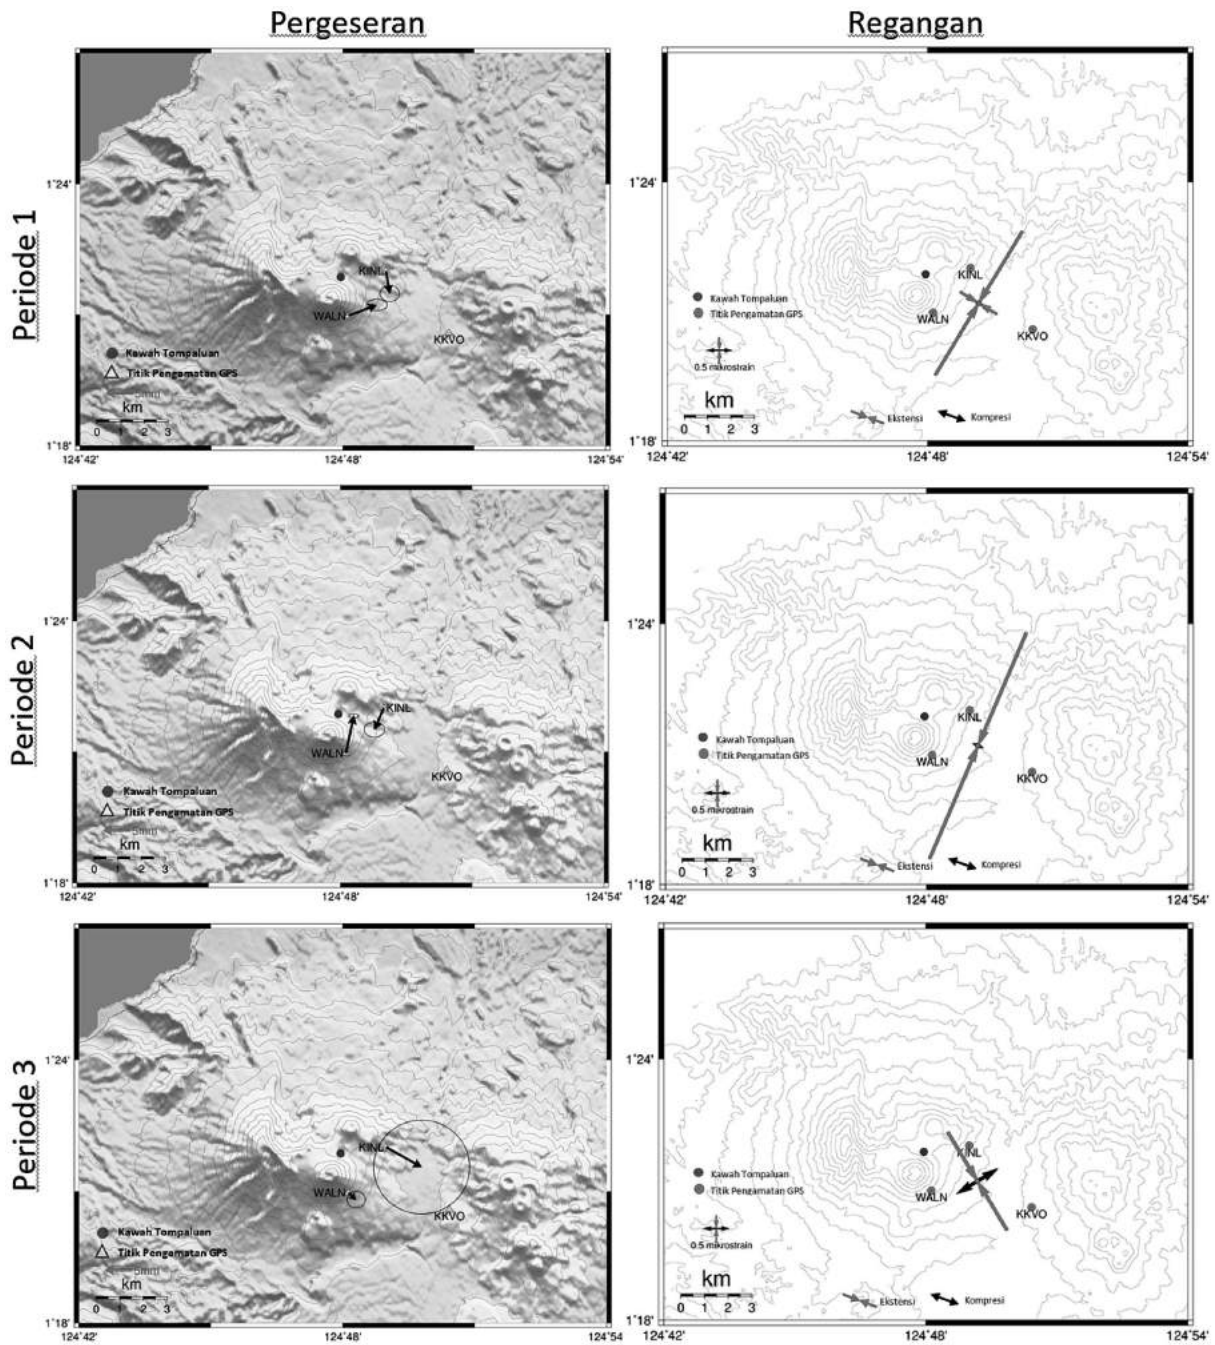 Pergeseran
Regangan
Periode 1
1°24'
KINL
WALN
KKVO
Kawah Tompaluan
Titik Pengamatan GPS
5mm
km
0 1 2 3
1°18'
124°42' 124°48' 124°54'
1°24'
KINL
WALN
KKVO
Kawah Tompaluan
Titik Pengamatan GPS
0.5 mikrostrain
km
0 1 2 3
Ekstensi
Kompresi
1°18'
124°42' 124°48' 124°54'
Periode 2
1°24'
KINL
WALN
KKVO
Kawah Tompaluan
Titik Pengamatan GPS
5mm
km
0 1 2 3
1°18'
124°42' 124°48' 124°54'
1°24'
KINL
WALN
KKVO
Kawah Tompaluan
Titik Pengamatan GPS
0.5 mikrostrain
km
0 1 2 3
Ekstensi
Kompresi
1°18'
124°42' 124°48' 124°54'
Periode 3
1°24'
KINL
WALN
KKVO
Kawah Tompaluan
Titik Pengamatan GPS
5mm
km
0 1 2 3
1°18'
124°42' 124°48' 124°54'
1°24'
KINL
WALN
KKVO
Kawah Tompaluan
Titik Pengamatan GPS
0.5 mikrostrain
km
0 1 2 3
Ekstensi
Kompresi
1°18'
124°42' 124°48' 124°54'